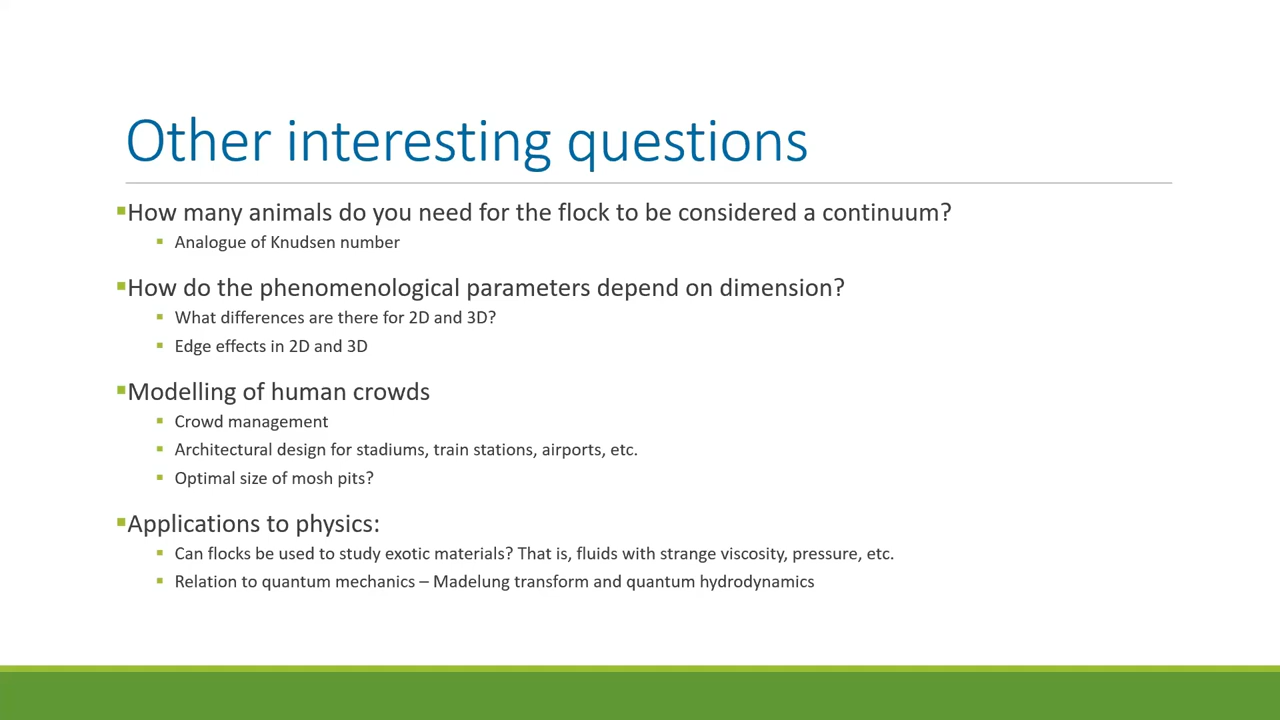 Other interesting questions
▪How many animals do you need for the flock to be considered a continuum?
▪ Analogue of Knudsen number
▪How do the phenomenological parameters depend on dimension?
▪ What differences are there for 2D and 3D?
▪ Edge effects in 2D and 3D
▪Modelling of human crowds
▪ Crowd management
▪ Architectural design for stadiums, train stations, airports, etc.
▪ Optimal size of mosh pits?
▪Applications to physics:
▪ Can flocks be used to study exotic materials? That is, fluids with strange viscosity, pressure, etc.
▪ Relation to quantum mechanics – Madelung transform and quantum hydrodynamics